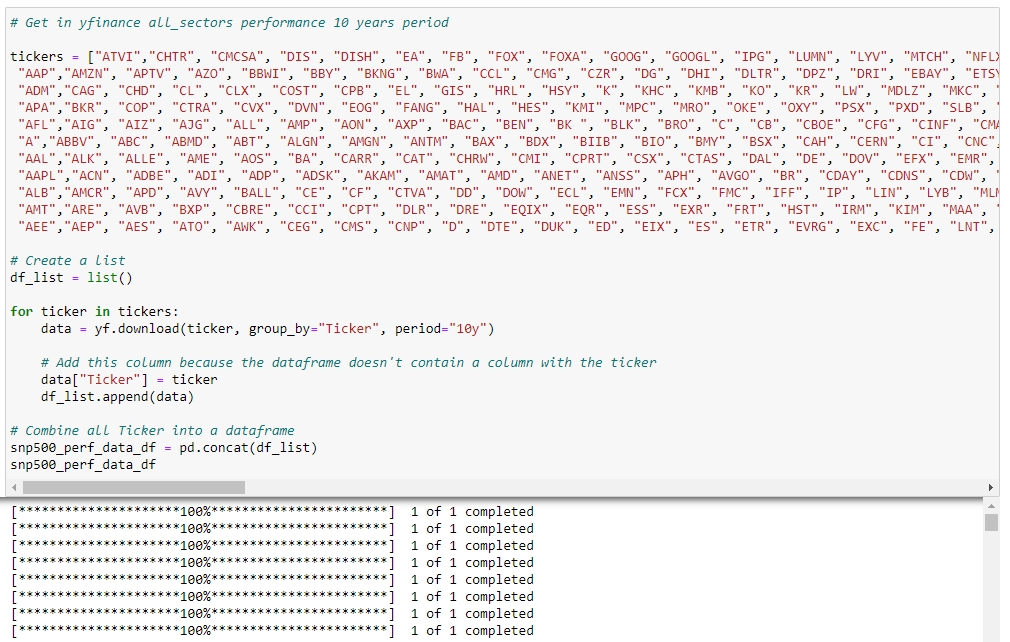 # Get in yfinance all_sectors performance 10 years period
tickers = ["ATVI","CHTR", "CMCSA", "DIS", "DISH", "EA", "FB", "FOX", "FOXA", "GOOG", "GOOGL", "IPG", "LUMN", "LYV", "MTCH", "NFLX
"AAP","AMZN", "APTV", "AZO", "BBWI", "BBY", "BKNG", "BWA", "CCL", "CMG", "CZR", "DG", "DHI", "DLTR", "DPZ", "DRI", "EBAY", "ETSY
"ADM","CAG", "CHD", "CL", "CLX", "COST", "CPB", "EL", "GIS", "HRL", "HSY", "K", "KHC", "KMB", "KO", "KR", "LW", "MDLZ", "MKC", "
"APA","BKR", "COP", "CTRA", "CVX", "DVN", "EOG", "FANG", "HAL", "HES", "KMI", "MPC", "MRO", "OKE", "OXY", "PSX", "PXD", "SLB", "
"AFL","AIG", "AIZ", "AJG", "ALL", "AMP", "AON", "AXP", "BAC", "BEN", "BK ", "BLK", "BRO", "C", "CB", "CBOE", "CFG", "CINF", "CMA
"A","ABBV", "ABC", "ABMD", "ABT", "ALGN", "AMGN", "ANTM", "BAX", "BDX", "BIIB", "BIO", "BMY", "BSX", "CAH", "CERN", "CI", "CNC",
"AAL","ALK", "ALLE", "AME", "AOS", "BA", "CARR", "CAT", "CHRW", "CMI", "CPRT", "CSX", "CTAS", "DAL", "DE", "DOV", "EFX", "EMR",
"AAPL","ACN", "ADBE", "ADI", "ADP", "ADSK", "AKAM", "AMAT", "AMD", "ANET", "ANSS", "APH", "AVGO", "BR", "CDAY", "CDNS", "CDW", "
"ALB","AMCR", "APD", "AVY", "BALL", "CE", "CF", "CTVA", "DD", "DOW", "ECL", "EMN", "FCX", "FMC", "IFF", "IP", "LIN", "LYB", "MLM
"AMT","ARE", "AVB", "BXP", "CBRE", "CCI", "CPT", "DLR", "DRE", "EQIX", "EQR", "ESS", "EXR", "FRT", "HST", "IRM", "KIM", "MAA", "
"AEE","AEP", "AES", "ATO", "AWK", "CEG", "CMS", "CNP", "D", "DTE", "DUK", "ED", "EIX", "ES", "ETR", "EVRG", "EXC", "FE", "LNT",
# Create a list
df_list = list()
for ticker in tickers:
data = yf.download(ticker, group_by="Ticker", period="10y")
# Add this column because the dataframe doesn't contain a column with the ticker
data["Ticker"] = ticker
df_list.append(data)
# Combine all Ticker into a dataframe
snp500_perf_data_df = pd.concat(df_list)
snp500_perf_data_df
[*********************100%***********************] 1 of 1 completed
[*********************100%***********************] 1 of 1 completed
[*********************100%***********************] 1 of 1 completed
[*********************100%***********************] 1 of 1 completed
[*********************100%***********************] 1 of 1 completed
[*********************100%***********************] 1 of 1 completed
[*********************100%***********************] 1 of 1 completed
[*********************100%***********************] 1 of 1 completed